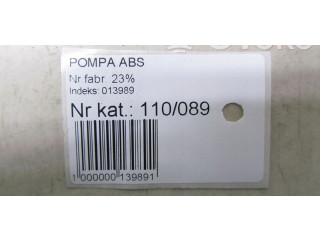 POMPA ABS
Nr fabr. 23%
Indeks: 013989
Nr kat.: 110/089
1 000000 139891